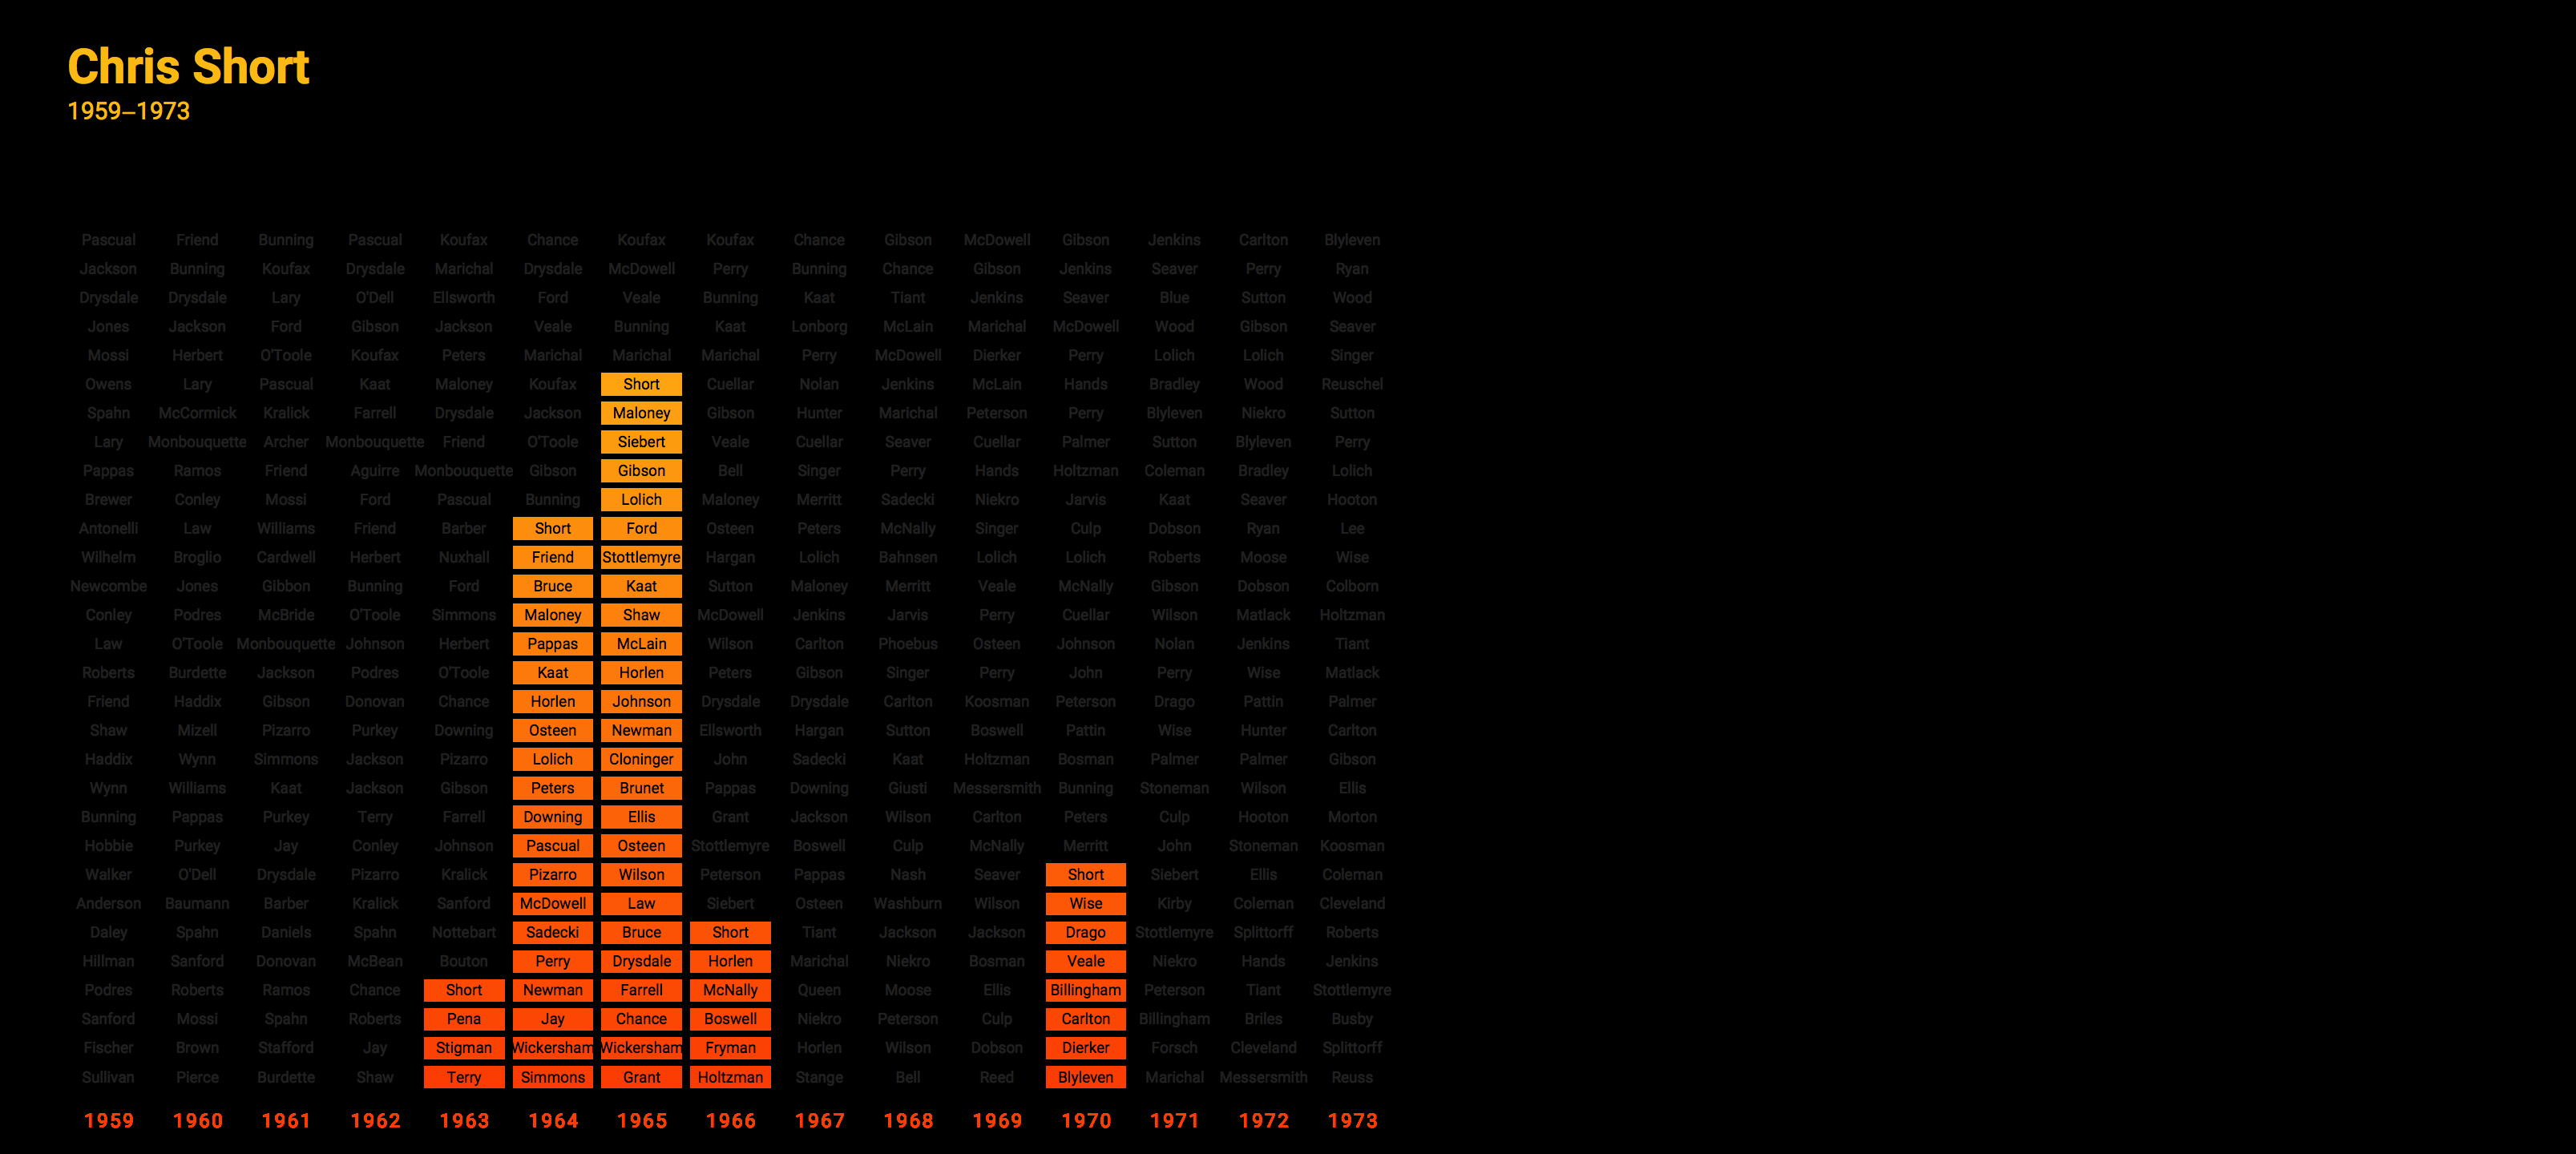 Chris Short
1959–1973
Pascual Friend Bunning Pascual Koufax Chance Koufax Koufax Chance Gibson McDowell Gibson Jenkins Carlton Blyleven
Jackson Bunning Koufax Drysdale Marichal Drysdale McDowell Perry Bunning Chance Gibson Jenkins Seaver Perry Ryan
Drysdale Drysdale Lary O'Dell Ellsworth Ford Veale Bunning Kaat Tiant Jenkins Seaver Blue Sutton Wood
Jones Jackson Ford Gibson Jackson Veale Bunning Kaat Lonborg McLain Marichal McDowell Wood Gibson Seaver
Mossi Herbert O'Toole Koufax Peters Marichal Marichal Marichal Perry McDowell Dierker Perry Lolich Lolich Singer
Owens Lary Pascual Kaat Maloney Koufax Short Cuellar Nolan Jenkins McLain Hands Bradley Wood Reuschel
Spahn McCormick Kralick Farrell Drysdale Jackson Maloney Gibson Hunter Marichal Peterson Perry Blyleven Niekro Sutton
Lary Monbouquette Archer Monbouquette Friend O'Toole Siebert Veale Cuellar Seaver Cuellar Palmer Sutton Blyleven Perry
Pappas Ramos Friend Aguirre Monbouquette Gibson Gibson Bell Singer Perry Hands Holtzman Coleman Bradley Lolich
Brewer Conley Mossi Ford Pascual Bunning Lolich Maloney Merritt Sadecki Niekro Jarvis Kaat Seaver Hooton
Antonelli Law Williams Friend Barber Short Ford Osteen Peters McNally Singer Culp Dobson Ryan Lee
Wilhelm Broglio Cardwell Herbert Nuxhall Friend Stottlemyre Hargan Lolich Bahnsen Lolich Lolich Roberts Moose Wise
Newcombe Jones Gibbon Bunning Ford Bruce Kaat Sutton Maloney Merritt Veale McNally Gibson Dobson Colborn
Conley Podres McBride O'Toole Simmons Maloney Shaw McDowell Jenkins Jarvis Perry Cuellar Wilson Matlack Holtzman
Law O'Toole Monbouquette Johnson Herbert Pappas McLain Wilson Carlton Phoebus Osteen Johnson Nolan Jenkins Tiant
Roberts Burdette Jackson Podres O'Toole Kaat Horlen Peters Gibson Singer Perry John Perry Wise Matlack
Friend Haddix Gibson Donovan Chance Horlen Johnson Drysdale Drysdale Carlton Koosman Peterson Drago Pattin Palmer
Shaw Mizell Pizarro Purkey Downing Osteen Newman Ellsworth Hargan Sutton Boswell Pattin Wise Hunter Carlton
Haddix Wynn Simmons Jackson Pizarro Lolich Cloninger John Sadecki Kaat Holtzman Bosman Palmer Palmer Gibson
Wynn Williams Kaat Jackson Gibson Peters Brunet Pappas Downing Giusti Messersmith Bunning Stoneman Wilson Ellis
Bunning Pappas Purkey Terry Farrell Downing Ellis Grant Jackson Wilson Carlton Peters Culp Hooton Morton
Hobbie Purkey Jay Conley Johnson Pascual Osteen Stottlemyre Boswell Culp McNally Merritt John Stoneman Koosman
Walker O'Dell Drysdale Pizarro Kralick Pizarro Wilson Peterson Pappas Nash Seaver Short Siebert Ellis Coleman
Anderson Baumann Barber Kralick Sanford McDowell Law Siebert Osteen Washburn Wilson Wise Kirby Coleman Cleveland
Daley Spahn Daniels Spahn Nottebart Sadecki Bruce Short Tiant Jackson Jackson Drago Stottlemyre Splittorff Roberts
Hillman Sanford Donovan McBean Bouton Perry Drysdale Horlen Marichal Niekro Bosman Veale Niekro Hands Jenkins
Podres Roberts Ramos Chance Short Newman Farrell McNally Queen Moose Ellis Billingham Peterson Tiant Stottlemyre
Sanford Mossi Spahn Roberts Pena Jay Chance Boswell Niekro Peterson Culp Carlton Billingham Briles Busby
Fischer Brown Stafford Jay Stigman Wickersham Wickersham Fryman Horlen Wilson Dobson Dierker Forsch Cleveland Splittorff
Sullivan Pierce Burdette Shaw Terry Simmons Grant Holtzman Stange Bell Reed Blyleven Marichal Messersmith Reuss
1959 1960 1961 1962 1963 1964 1965 1966 1967 1968 1969 1970 1971 1972 1973